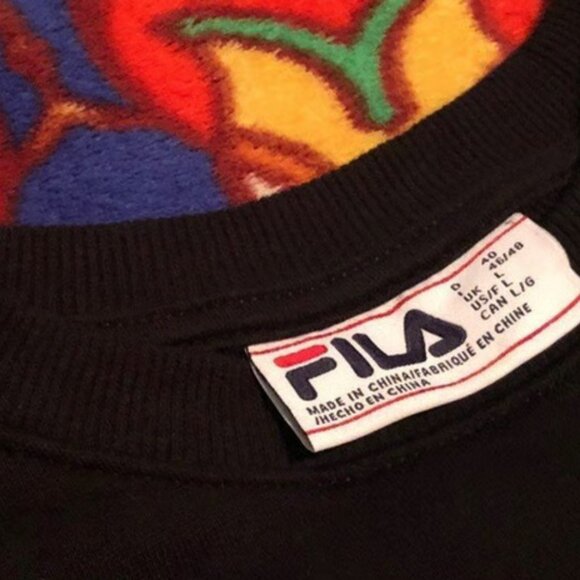 FILA
D 40
I 46/48
UK L
US/F L
CAN L/G
MADE IN CHINA/FABRIQUÉ EN CHINE
/HECHO EN CHINA